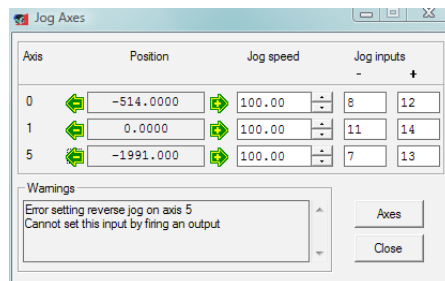 Jog Axes
Axis Position Jog speed Jog inputs
- +
0 -514.0000 100.00 8 12
1 0.0000 100.00 11 14
5 -1991.000 100.00 7 13
Warnings
Error setting reverse jog on axis 5
Cannot set this input by firing an output
Axes
Close